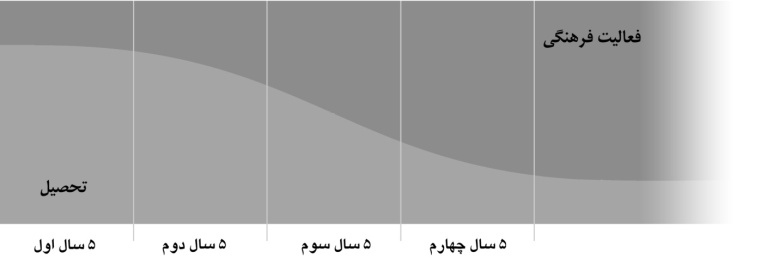 فعالیت فرهنگی
تحصیل
۵ سال اول
۵ سال دوم
۵ سال سوم
۵ سال چهارم